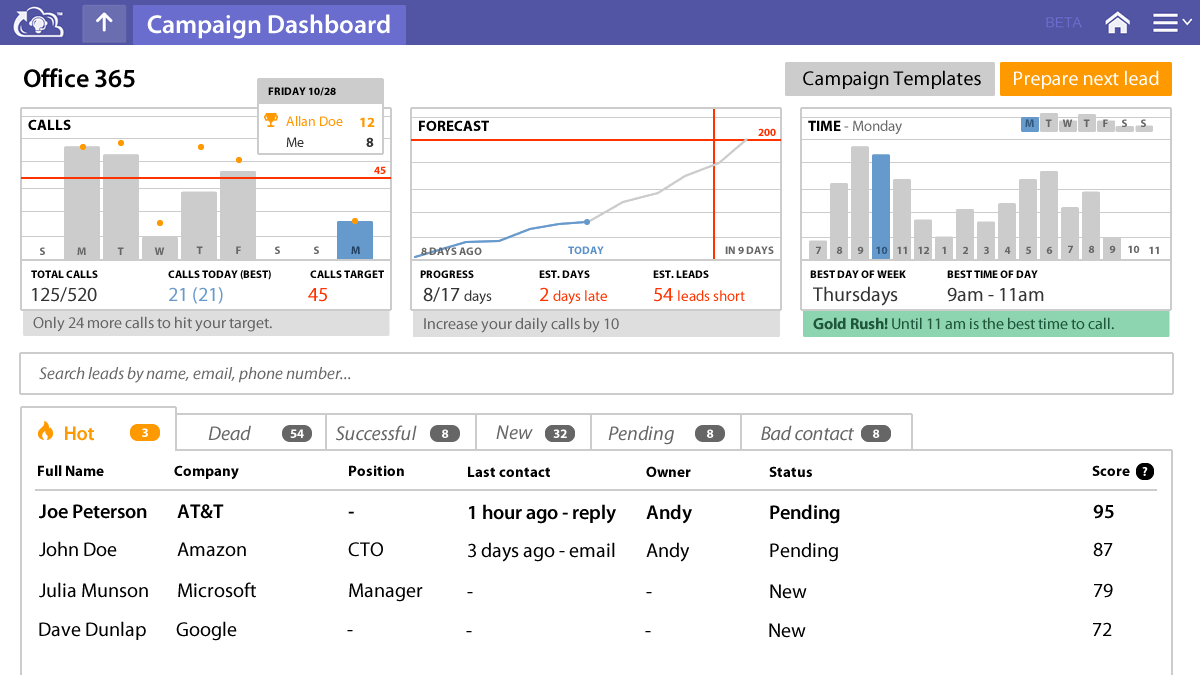 Campaign Dashboard
BETA
Office 365
Campaign Templates
Prepare next lead
CALLS
FRIDAY 10/28
Allan Doe 12
Me 8
45
S M T W T F S S M
TOTAL CALLS CALLS TODAY (BEST) CALLS TARGET
125/520 21 (21) 45
Only 24 more calls to hit your target.
FORECAST
200
8 DAYS AGO TODAY IN 9 DAYS
PROGRESS EST. DAYS EST. LEADS
8/17 days 2 days late 54 leads short
Increase your daily calls by 10
TIME - Monday
M T W T F S S
7 8 9 10 11 12 1 2 3 4 5 6 7 8 9 10 11
BEST DAY OF WEEK BEST TIME OF DAY
Thursdays 9am - 11am
Gold Rush! Until 11 am is the best time to call.
Search leads by name, email, phone number...
Hot 3 Dead 54 Successful 8 New 32 Pending 8 Bad contact 8
Full Name Company Position Last contact Owner Status Score ?
Joe Peterson AT&T - 1 hour ago - reply Andy Pending 95
John Doe Amazon CTO 3 days ago - email Andy Pending 87
Julia Munson Microsoft Manager - - New 79
Dave Dunlap Google - - - New 72